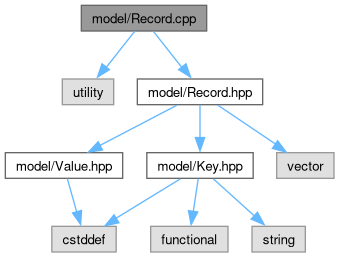 model/Record.cpp
utility
model/Record.hpp
model/Value.hpp
model/Key.hpp
vector
cstddef
functional
string